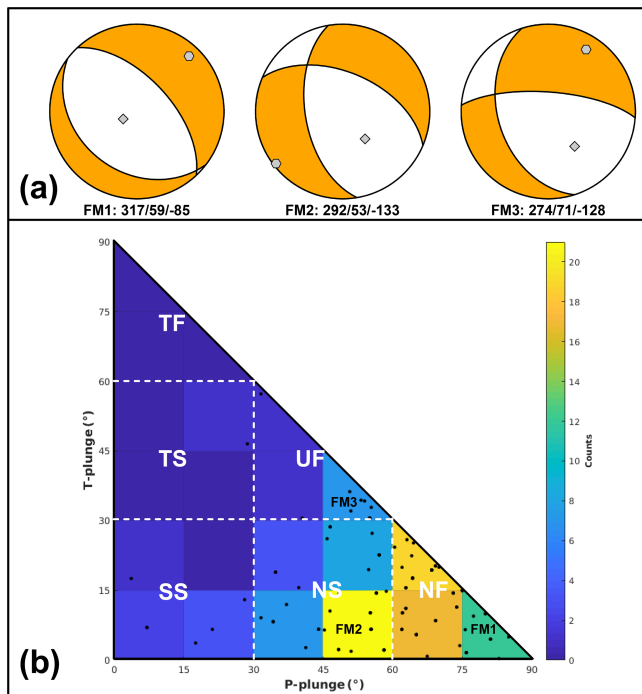 (a)
FM1: 317/59/-85
FM2: 292/53/-133
FM3: 274/71/-128
(b)
90
75
60
45
30
15
0
T-plunge (°)
TF
TS
UF
FM3
SS
NS
NF
FM2
FM1
0
15
30
45
60
75
90
P-plunge (°)
20
18
16
14
12
10
8
6
4
2
0
Counts